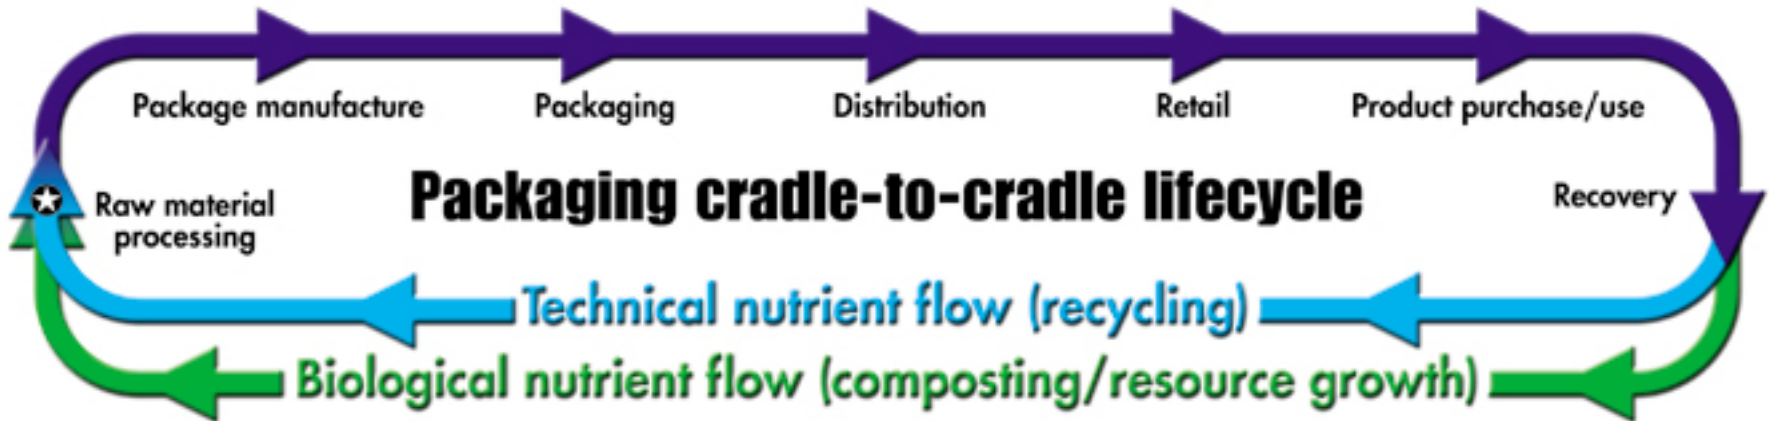 Package manufacture
Packaging
Distribution
Retail
Product purchase/use
Packaging cradle-to-cradle lifecycle
Raw material
processing
Recovery
Technical nutrient flow (recycling)
Biological nutrient flow (composting/resource growth)